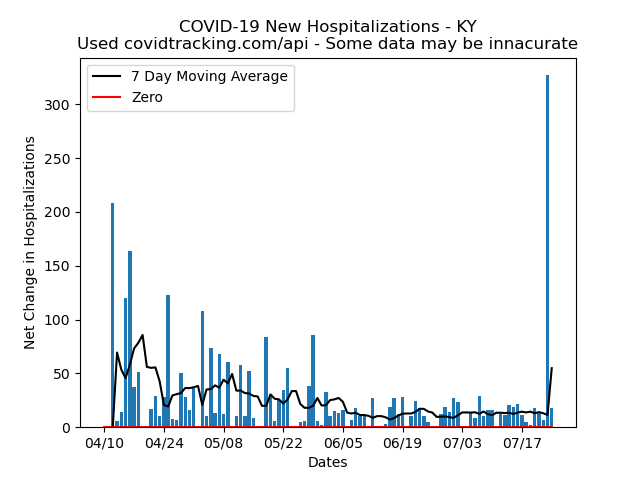 COVID-19 New Hospitalizations - KY
Used covidtracking.com/api - Some data may be innacurate
7 Day Moving Average
Zero
Net Change in Hospitalizations
300
250
200
150
100
50
0
04/10 04/24 05/08 05/22 06/05 06/19 07/03 07/17
Dates